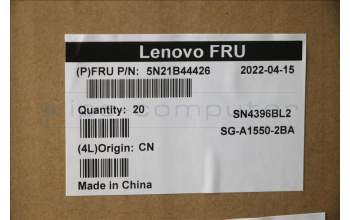 Lenovo FRU
(P)FRU P/N: 5N21B44426 2022-04-15
Quantity: 20 SN4396BL2
SG-A1550-2BA
(4L)Origin: CN
Made in China